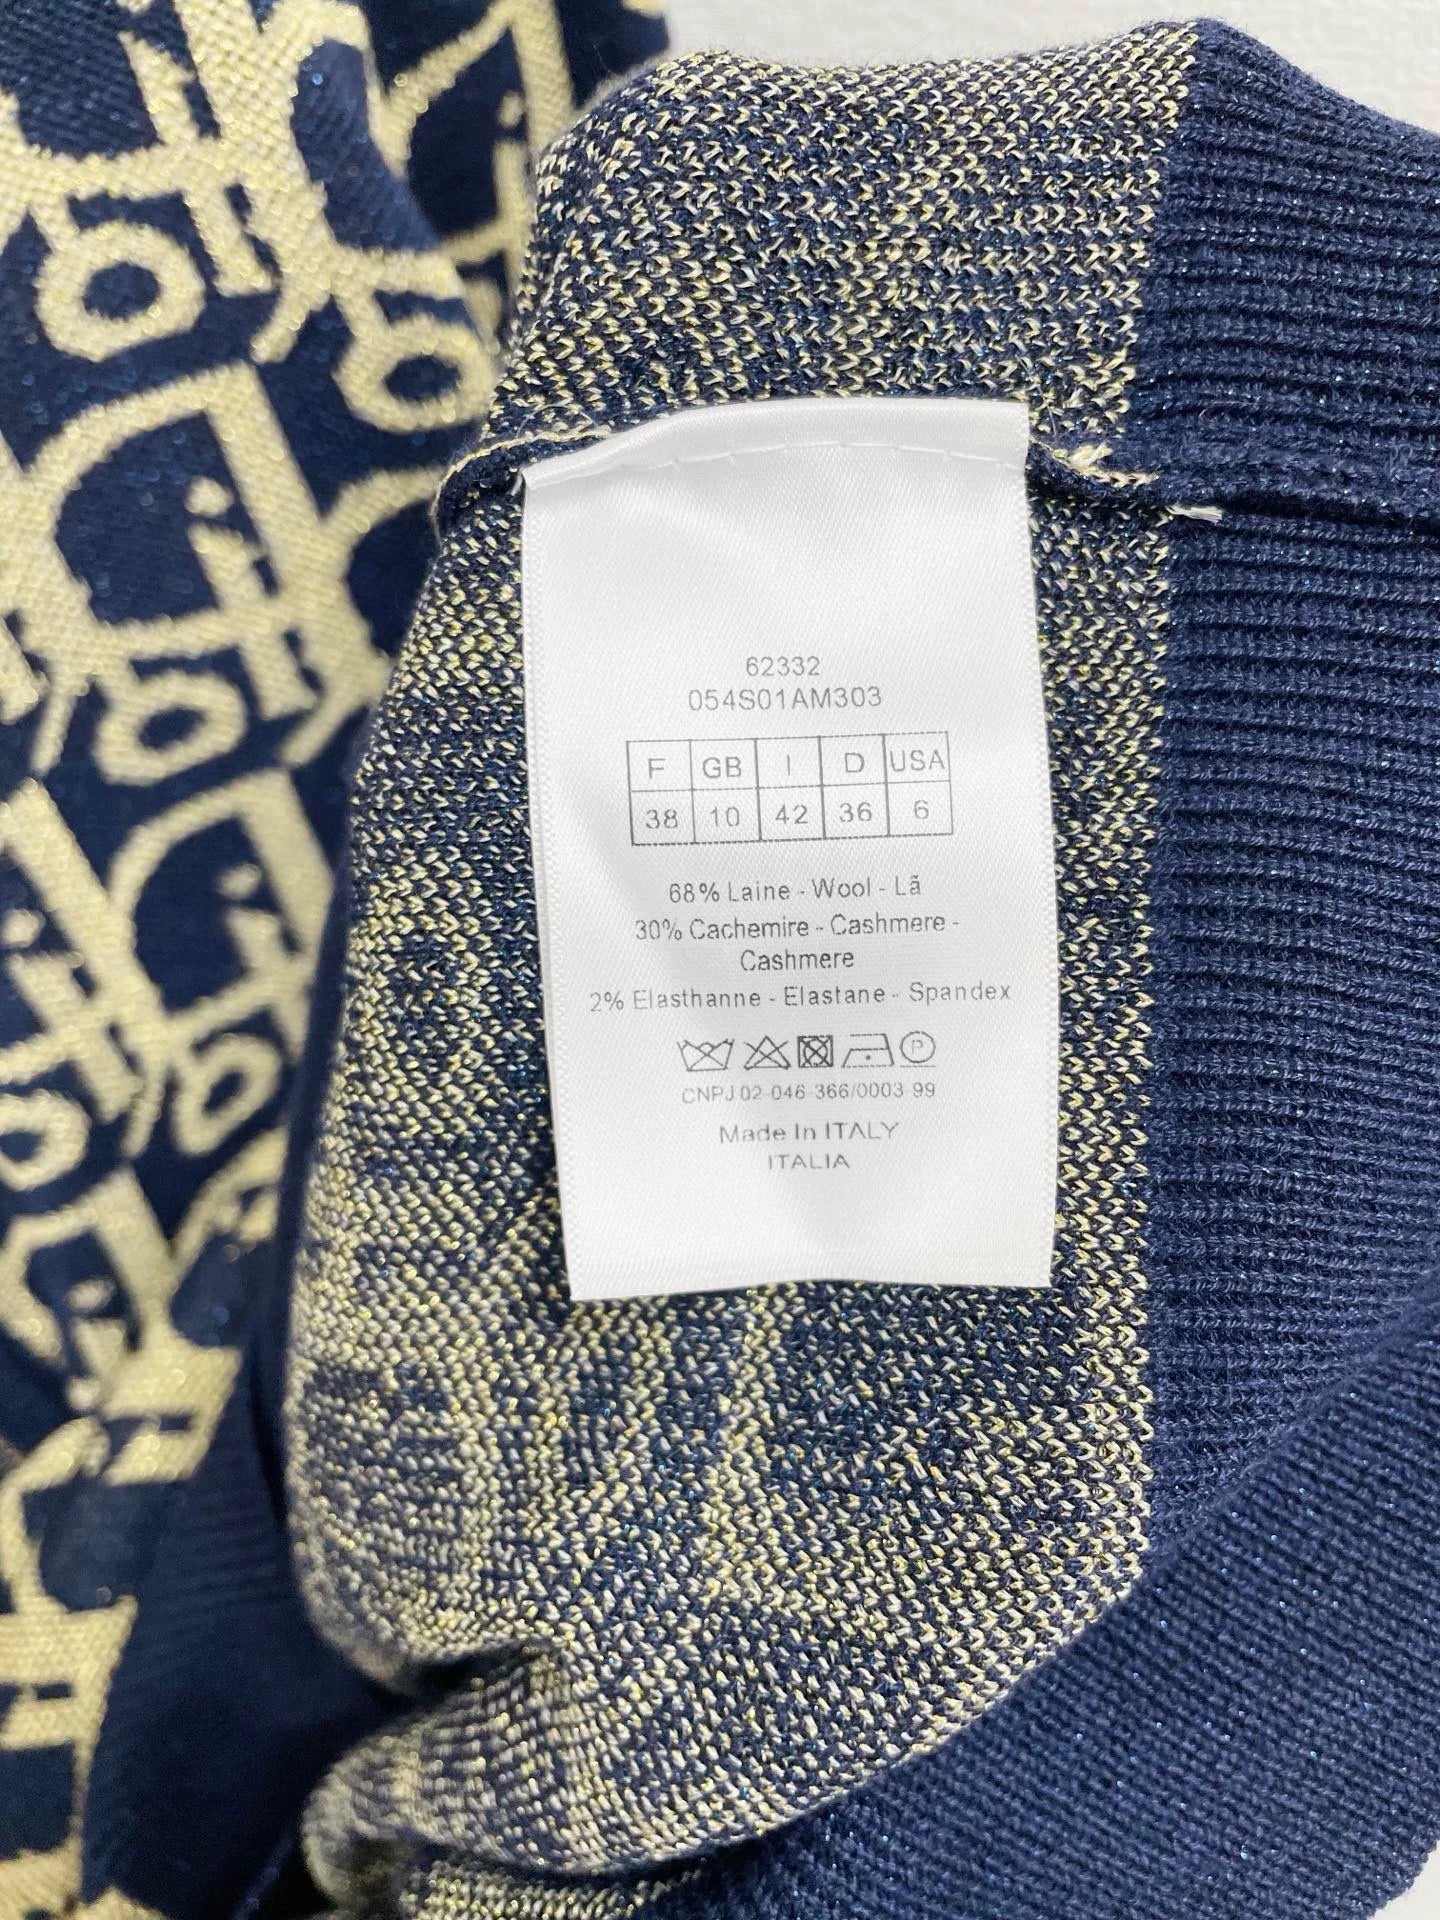 62332
054S01AM303
F GB I D USA
38 10 42 36 6
68% Laine - Wool - Lã
30% Cachemire - Cashmere -
Cashmere
2% Elasthanne - Elastane - Spandex
P
CNPJ 02-046-366/0003-99
Made In ITALY
ITALIA